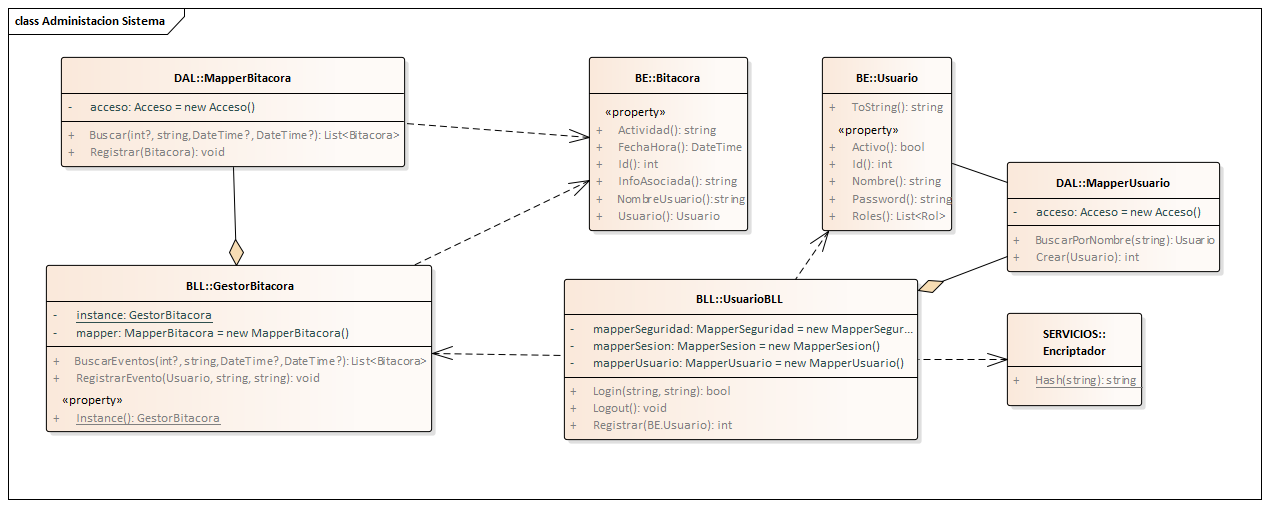 class Administacion Sistema
DAL::MapperBitacora
- acceso: Acceso = new Acceso()
+ Buscar(int?, string,DateTime?, DateTime?): List<Bitacora>
+ Registrar(Bitacora): void
BE::Bitacora
«property»
+ Actividad(): string
+ FechaHora(): DateTime
+ Id(): int
+ InfoAsociada(): string
+ NombreUsuario():string
+ Usuario(): Usuario
BE::Usuario
+ ToString(): string
«property»
+ Activo(): bool
+ Id(): int
+ Nombre(): string
+ Password(): string
+ Roles(): List<Rol>
DAL::MapperUsuario
- acceso: Acceso = new Acceso()
+ BuscarPorNombre(string): Usuario
+ Crear(Usuario): int
BLL::GestorBitacora
- instance: GestorBitacora
- mapper: MapperBitacora = new MapperBitacora()
+ BuscarEventos(int?, string,DateTime?,DateTime?):List<Bitacora>
+ RegistrarEvento(Usuario, string, string): void
«property»
+ Instance(): GestorBitacora
BLL::UsuarioBLL
- mapperSeguridad: MapperSeguridad = new MapperSegur...
- mapperSesion: MapperSesion = new MapperSesion()
- mapperUsuario: MapperUsuario = new MapperUsuario()
+ Login(string, string): bool
+ Logout(): void
+ Registrar(BE.Usuario): int
SERVICIOS::
Encriptador
+ Hash(string): string